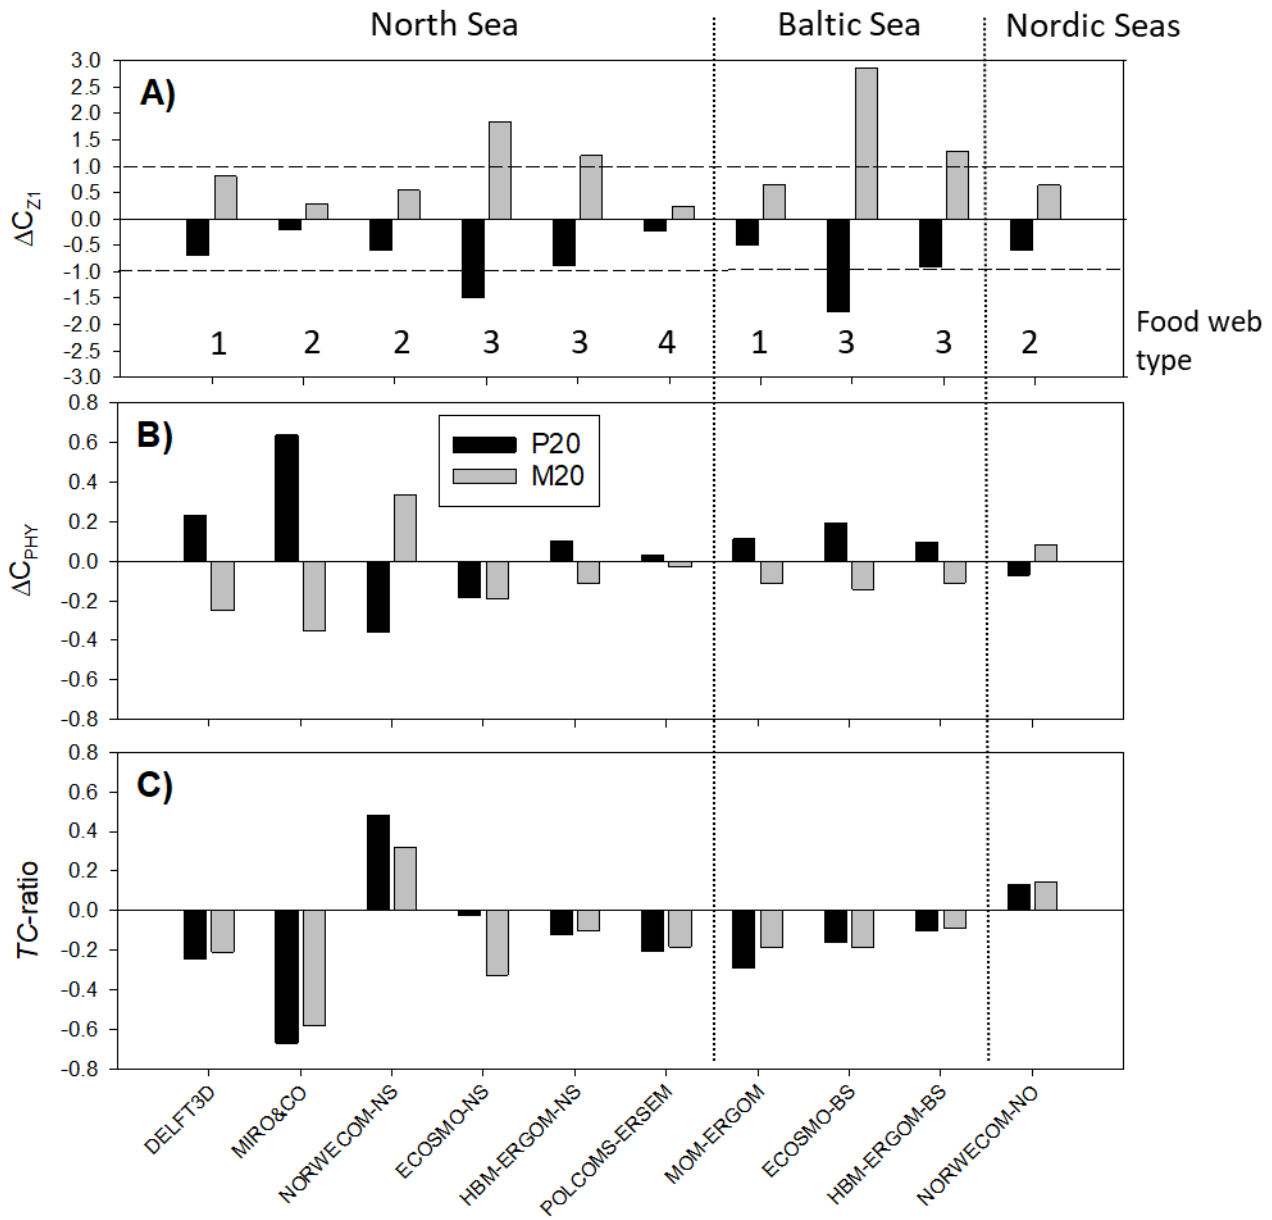 North Sea
Baltic Sea
Nordic Seas
A)
3.0
2.5
2.0
1.5
1.0
0.5
0.0
-0.5
-1.0
-1.5
-2.0
-2.5
-3.0
ΔC_Z1
1 2 2 3 3 4 1 3 3 2
Food web
type
B)
0.8
0.6
0.4
0.2
0.0
-0.2
-0.4
-0.6
-0.8
ΔC_PHY
P20
M20
C)
0.8
0.6
0.4
0.2
0.0
-0.2
-0.4
-0.6
-0.8
TC-ratio
DELFT3D
MIRO&CO
NORWECOM-NS
ECOSMO-NS
HBM-ERGOM-NS
POLCOMS-ERSEM
MOM-ERGOM
ECOSMO-BS
HBM-ERGOM-BS
NORWECOM-NO